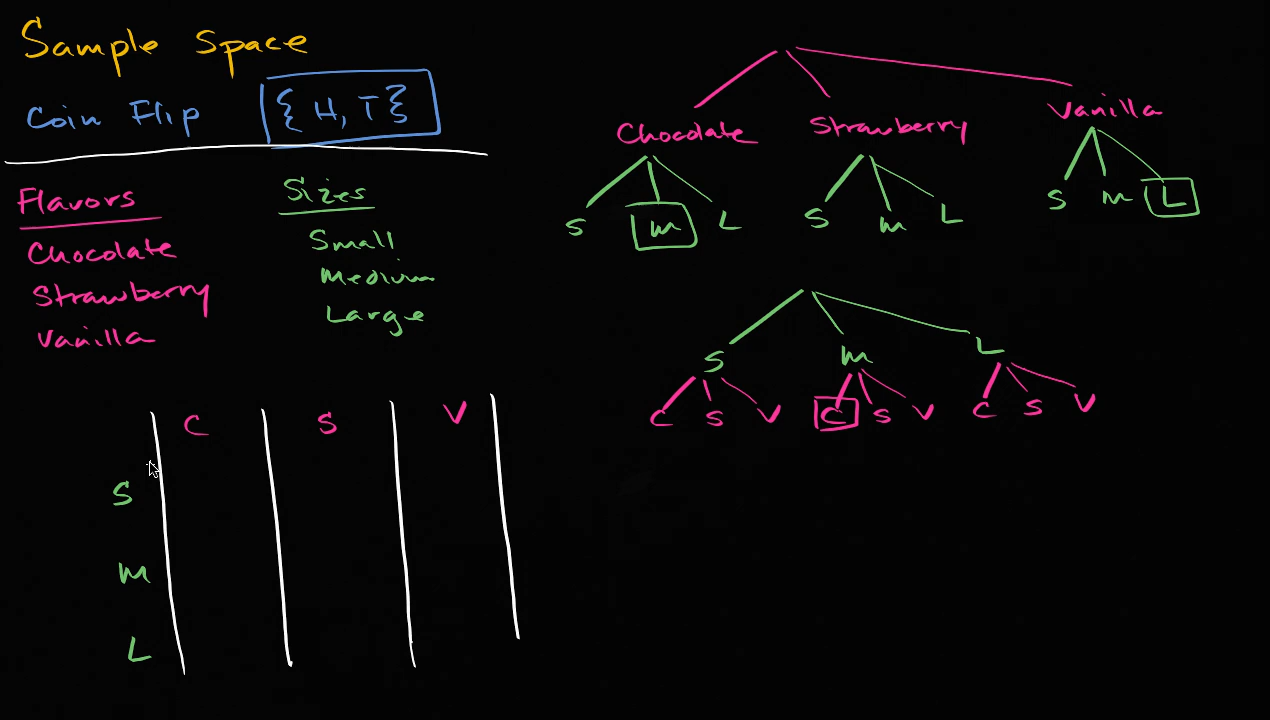 Sample Space
Coin Flip {H, T}
Flavors
Chocolate
Strawberry
Vanilla
Sizes
Small
Medium
Large
Chocolate Strawberry Vanilla
S M L S M L S M L
S M L
C S V C S V C S V
C S V
S
M
L